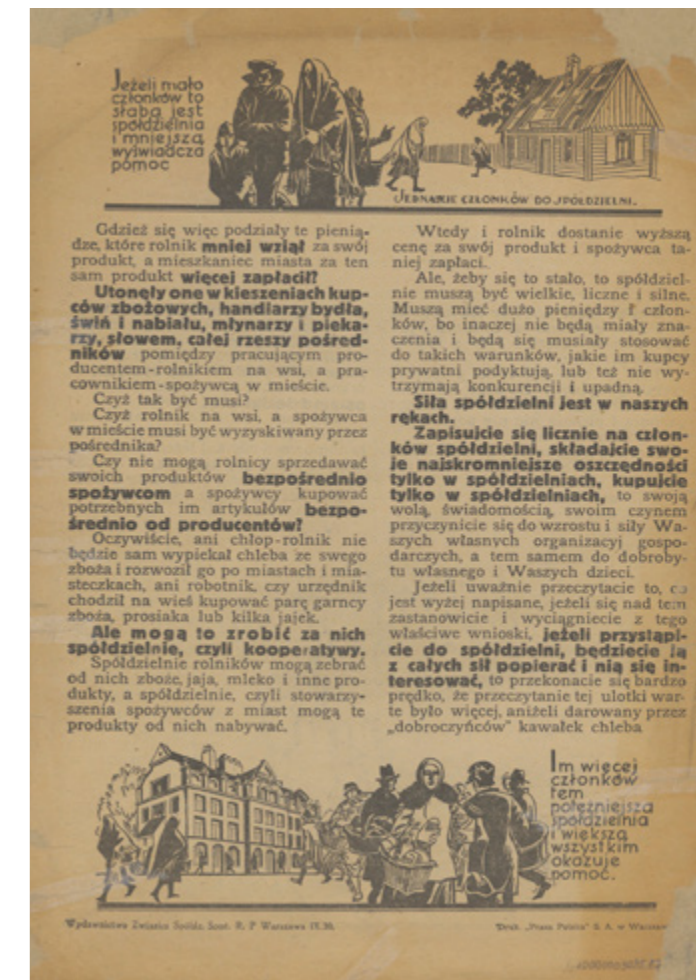 Jeżeli mało
członków to
słaba jest
spółdzielnia
i mniejszą
wyświadcza
pomoc
JEDNAJCIE CZŁONKÓW DO SPÓŁDZIELNI.
Gdzież się więc podziały te pienią-
dze, które rolnik mniej wziął za swój
produkt, a mieszkaniec miasta za ten
sam produkt więcej zapłacił?
Utonęły one w kieszeniach kup-
ców zbożowych, handlarzy bydła,
świń i nabiału, młynarzy i pieka-
rzy, słowem, całej rzeszy pośred-
ników pomiędzy pracującym pro-
ducentem-rolnikiem na wsi, a pra-
cownikiem-spożywcą w mieście.
Czyż tak być musi?
Czyż rolnik na wsi, a spożywca
w mieście musi być wyzyskiwany przez
pośrednika?
Czy nie mogą rolnicy sprzedawać
swoich produktów bezpośrednio
spożywcom a spożywcy kupować
potrzebnych im artykułów bezpo-
średnio od producentów?
Oczywiście, ani chłop-rolnik nie
będzie sam wypiekał chleba ze swego
zboża i rozwoził go po miastach i mia-
steczkach, ani robotnik, czy urzędnik
chodził na wieś kupować parę garncy
zboża, prosiaka lub kilka jajek.
Ale mogą to zrobić za nich
spółdzielnie, czyli kooperatywy.
Spółdzielnie rolników mogą zebrać
od nich zboże, jaja, mleko i inne pro-
dukty, a spółdzielnie, czyli stowarzy-
szenia spożywców z miast mogą te
produkty od nich nabywać.
Wtedy i rolnik dostanie wyższą
cenę za swój produkt i spożywca ta-
niej zapłaci.
Ale, żeby się to stało, to spółdziel-
nie muszą być wielkie, liczne i silne.
Muszą mieć dużo pieniędzy i człon-
ków, bo inaczej nie będą miały zna-
czenia i będą się musiały stosować
do takich warunków, jakie im kupcy
prywatni podyktują, lub też nie wy-
trzymają konkurencji i upadną.
Siła spółdzielni jest w naszych
rękach.
Zapisujcie się licznie na człon-
ków spółdzielni, składajcie swo-
je najskromniejsze oszczędności
tylko w spółdzielniach, kupujcie
tylko w spółdzielniach, to swoją
wolą, świadomością, swoim czynem
przyczynicie się do wzrostu i siły Wa-
szych własnych organizacyj gospo-
darczych, a tem samem do dobroby-
tu własnego i Waszych dzieci.
Jeżeli uważnie przeczytacie to, co
jest wyżej napisane, jeżeli się nad tem
zastanowicie i wyciągniecie z tego
właściwe wnioski, jeżeli przystąpi-
cie do spółdzielni, będziecie ją
z całych sił popierać i nią się in-
teresować, to przekonacie się bardzo
prędko, że przeczytanie tej ulotki war-
te było więcej, aniżeli darowany przez
„dobroczyńców” kawałek chleba
Im więcej
członków
tem
potężniejsza
spółdzielnia
i większą
wszystkim
okazuje
pomoc.
Wydawnictwo Związku Spółdz. Spoż. R. P. Warszawa IX.30.
Druk. „Prasa Polska” S. A. w Warszaw